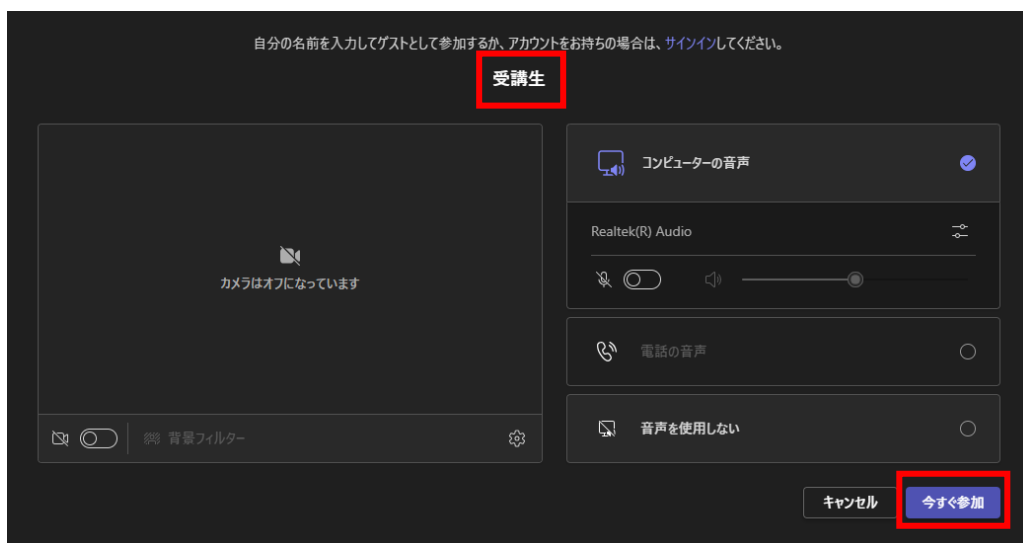 自分の名前を入力してゲストとして参加するか、アカウントをお持ちの場合は、サインインしてください。
受講生
コンピューターの音声
Realtek(R) Audio
カメラはオフになっています
電話の音声
背景フィルター
音声を使用しない
キャンセル
今すぐ参加